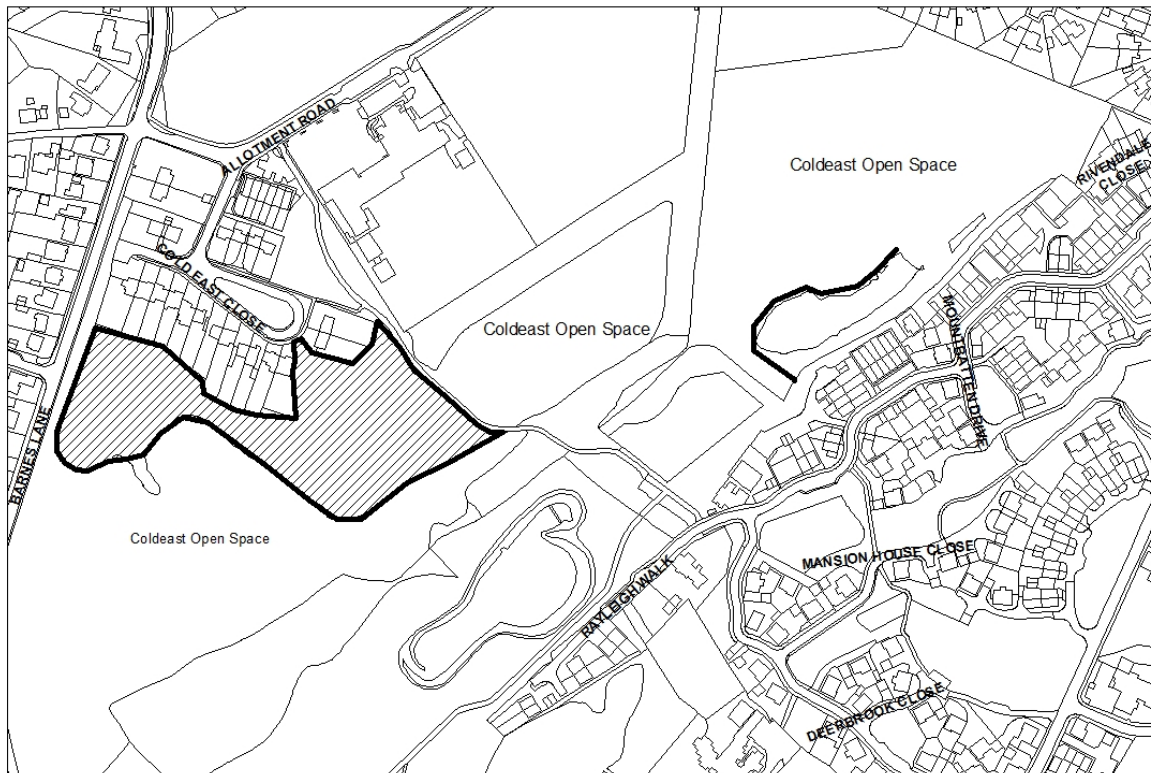 ALLOTMENT ROAD
Coldeast Open Space
RIVENDALE
CLOSE
COLD EAST CLOSE
Coldeast Open Space
MOUNTBATTEN DRIVE
BARNES LANE
Coldeast Open Space
MANSION HOUSE CLOSE
RAYLEIGH WALK
DEERBROOK CLOSE